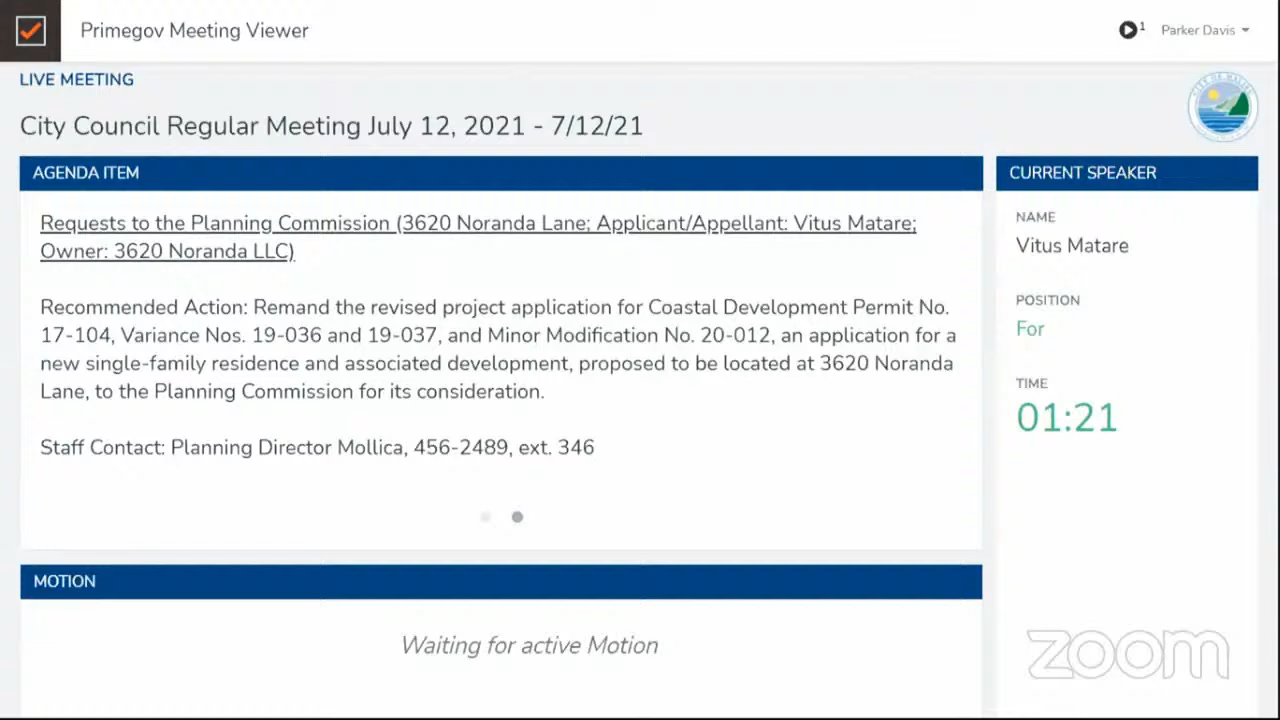 Primegov Meeting Viewer
1
Parker Davis
LIVE MEETING
City Council Regular Meeting July 12, 2021 - 7/12/21
AGENDA ITEM
Requests to the Planning Commission (3620 Noranda Lane; Applicant/Appellant: Vitus Matare;
Owner: 3620 Noranda LLC)
Recommended Action: Remand the revised project application for Coastal Development Permit No.
17-104, Variance Nos. 19-036 and 19-037, and Minor Modification No. 20-012, an application for a
new single-family residence and associated development, proposed to be located at 3620 Noranda
Lane, to the Planning Commission for its consideration.
Staff Contact: Planning Director Mollica, 456-2489, ext. 346
MOTION
Waiting for active Motion
CURRENT SPEAKER
NAME
Vitus Matare
POSITION
For
TIME
01:21
zoom